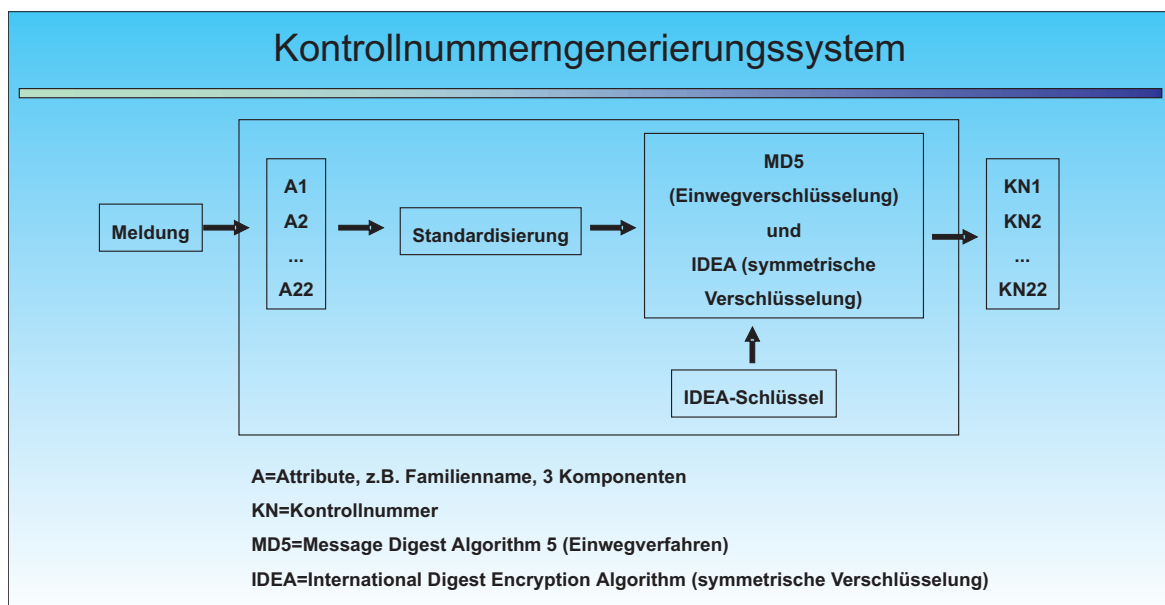 Kontrollnummerngenerierungssystem
Meldung
A1
A2
...
A22
Standardisierung
MD5
(Einwegverschlüsselung)
und
IDEA (symmetrische
Verschlüsselung)
IDEA-Schlüssel
KN1
KN2
...
KN22
A=Attribute, z.B. Familienname, 3 Komponenten
KN=Kontrollnummer
MD5=Message Digest Algorithm 5 (Einwegverfahren)
IDEA=International Digest Encryption Algorithm (symmetrische Verschlüsselung)